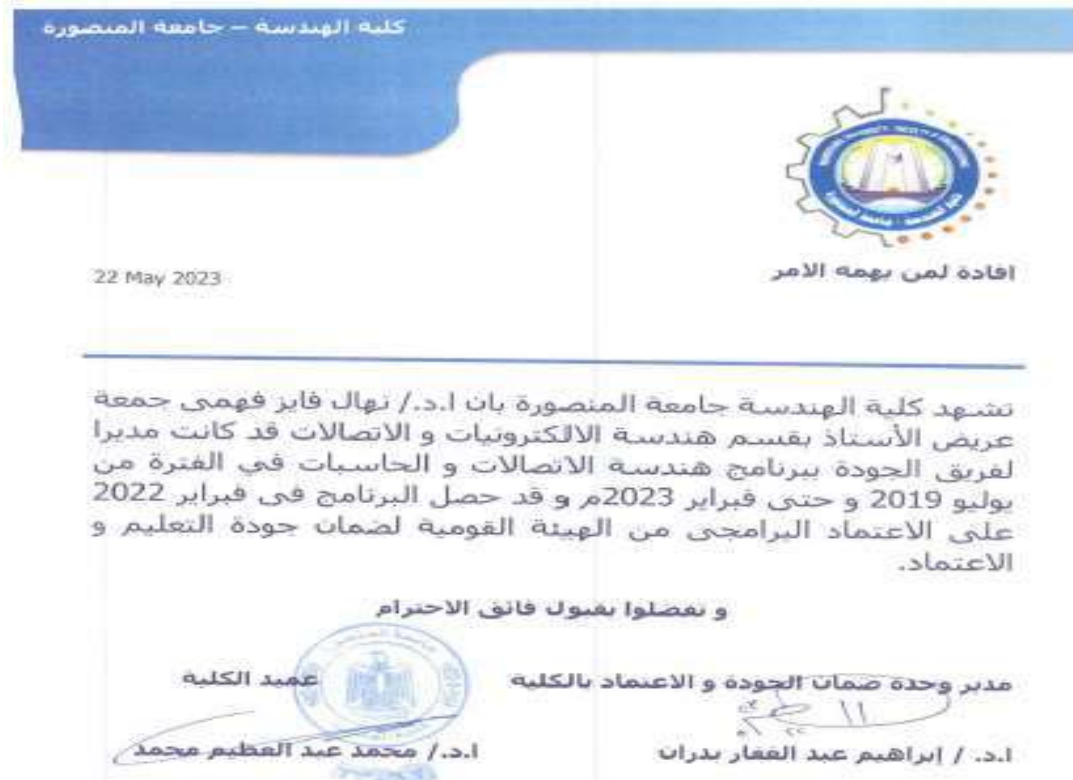 كلية الهندسة – جامعة المنصورة
افادة لمن يهمه الامر
22 May 2023
تشهد كلية الهندسة جامعة المنصورة بان ا.د./ نهال فايز فهمى جمعة
عريض الأستاذ بقسم هندسة الالكترونيات و الاتصالات قد كانت مديرا
لفريق الجودة ببرنامج هندسة الاتصالات و الحاسبات في الفترة من
يوليو 2019 و حتى فبراير 2023م و قد حصل البرنامج فى فبراير 2022
على الاعتماد البرامجى من الهيئة القومية لضمان جودة التعليم و
الاعتماد.
و تفضلوا بقبول فائق الاحترام
مدير وحدة ضمان الجودة و الاعتماد بالكلية
عميد الكلية
ا.د. / إبراهيم عبد الغفار بدران
ا.د./ محمد عبد العظيم محمد